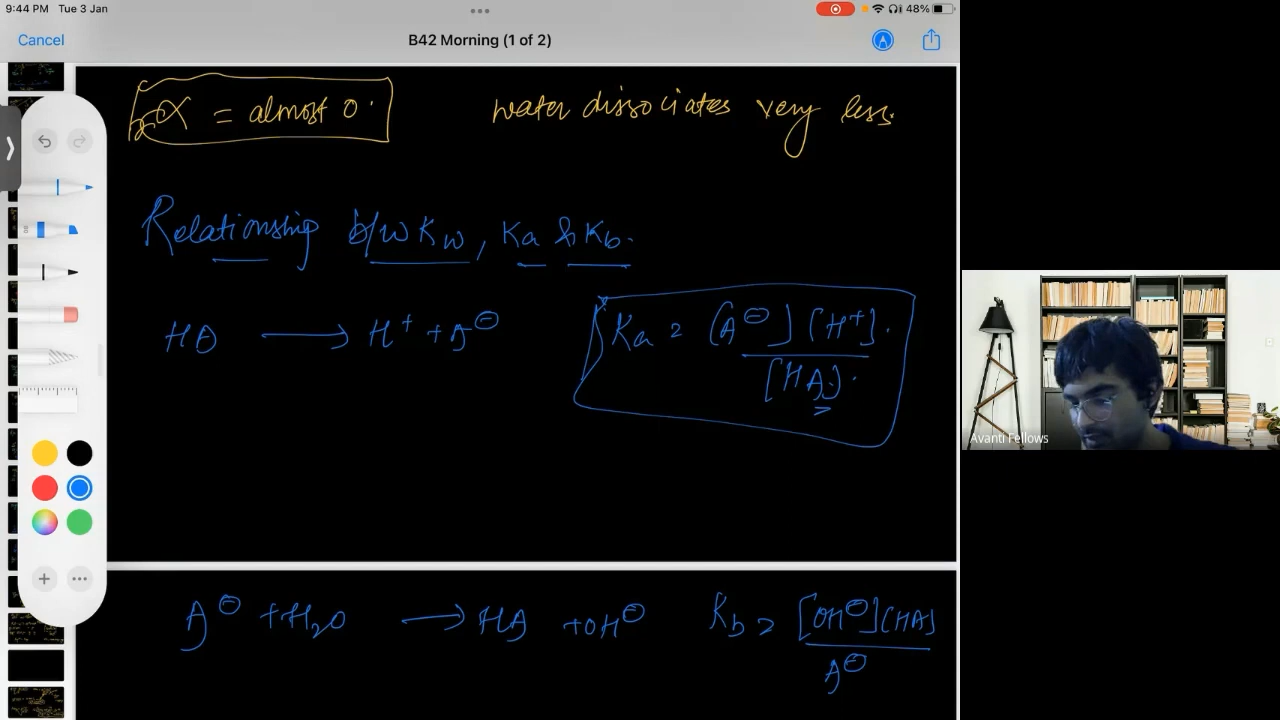 9:44 PM Tue 3 Jan
48%
Cancel
B42 Morning (1 of 2)
α = almost 0.
water dissociates very less.
Relationship b/w Kw, Ka & Kb.
HA ⟶ H⁺ + A⊖
Ka = [A⊖] [H⁺].
[HA].
A⊖ + H₂O ⟶ HA + OH⊖
Kb = [OH⊖][HA]
A⊖
Avanti Fellows